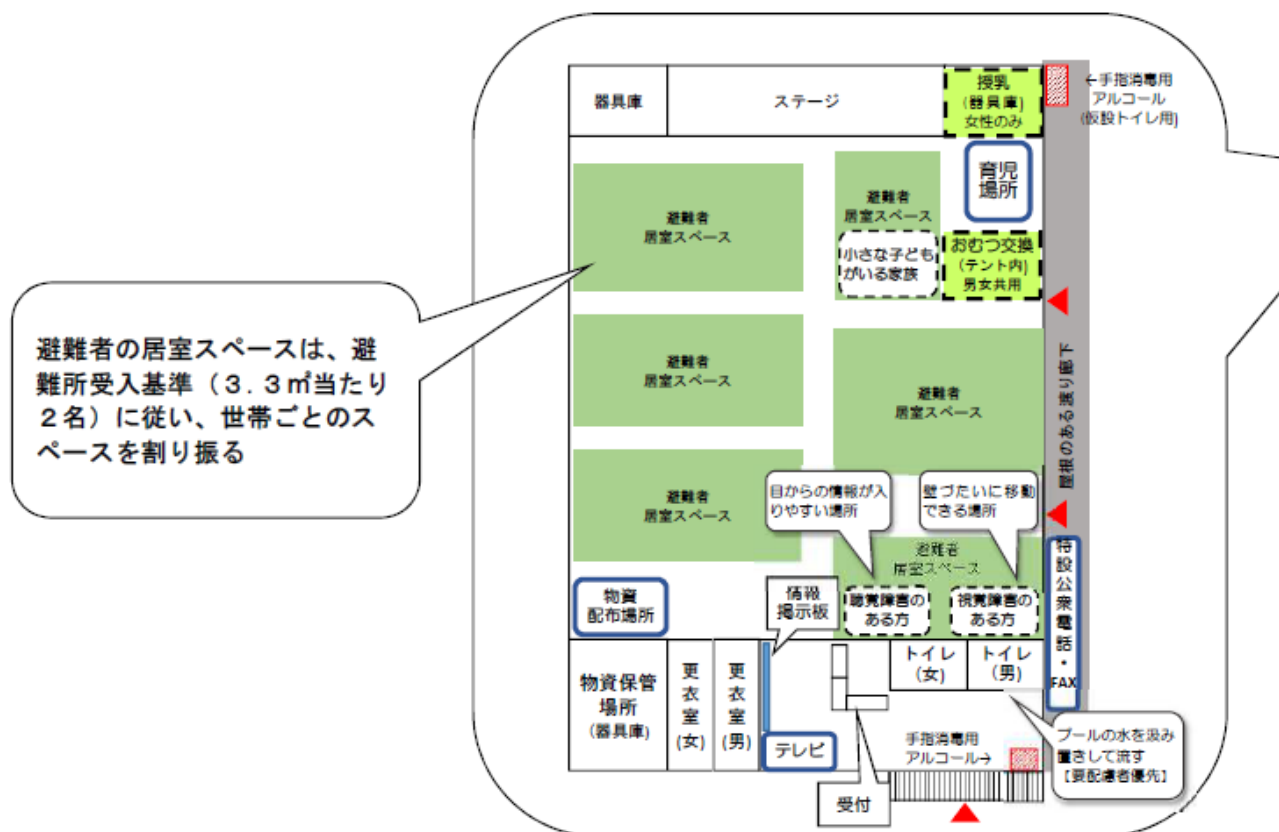 器具庫
ステージ
授乳
(器具庫)
女性のみ
←手指消毒用
アルコール
(仮設トイレ用)
育児
場所
避難者
居室スペース
避難者
居室スペース
小さな子ども
がいる家族
おむつ交換
(テント内)
男女共用
屋根のある渡り廊下
避難者の居室スペースは、避
難所受入基準（３.３㎡当たり
２名）に従い、世帯ごとのス
ペースを割り振る
避難者
居室スペース
避難者
居室スペース
避難者
居室スペース
目からの情報が入
りやすい場所
壁づたいに移動
できる場所
避難者
居室スペース
聴覚障害の
ある方
視覚障害の
ある方
特設公衆電話・FAX
物資
配布場所
情報
掲示板
物資保管
場所
(器具庫)
更衣室(女)
更衣室(男)
テレビ
トイレ
(女)
トイレ
(男)
手指消毒用
アルコール→
プールの水を汲み
置きして流す
【要配慮者優先】
受付